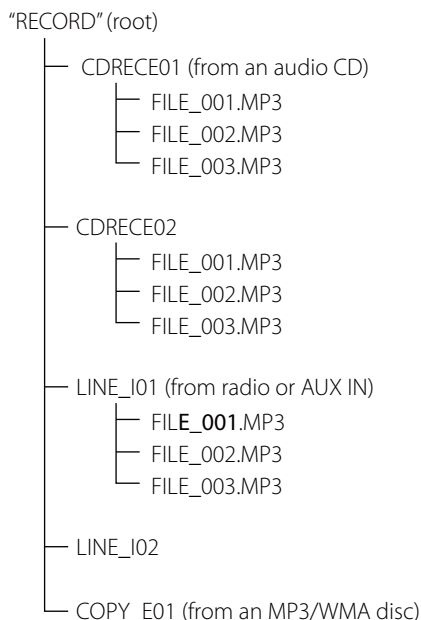 “RECORD” (root)
CDRECE01 (from an audio CD)
FILE_001.MP3
FILE_002.MP3
FILE_003.MP3
CDRECE02
FILE_001.MP3
FILE_002.MP3
FILE_003.MP3
LINE_I01 (from radio or AUX IN)
FILE_001.MP3
FILE_002.MP3
FILE_003.MP3
LINE_I02
COPY_E01 (from an MP3/WMA disc)